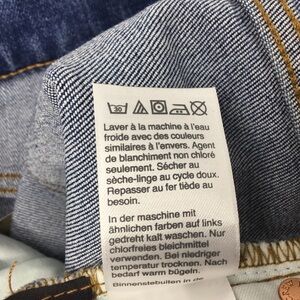 30
Laver à la machine à l'eau
froide avec des couleurs
similaires à l'envers. Agent
de blanchiment non chloré
seulement. Sécher au
sèche-linge au cycle doux.
Repasser au fer tiède au
besoin.
In der maschine mit
ähnlichen farben auf links
gedreht kalt waschen. Nur
chlorfreies bleichmittel
verwenden. Bei niedriger
temperatur trocknen. Nach
bedarf warm bügeln.